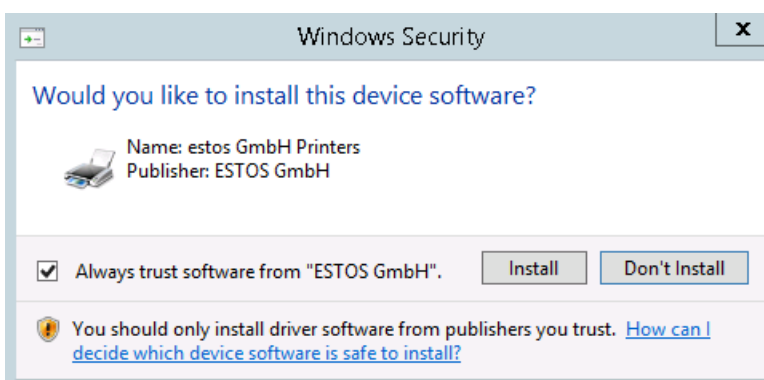 Windows Security
x
Would you like to install this device software?
Name: estos GmbH Printers
Publisher: ESTOS GmbH
Always trust software from "ESTOS GmbH".
Install
Don't Install
You should only install driver software from publishers you trust. How can I
decide which device software is safe to install?